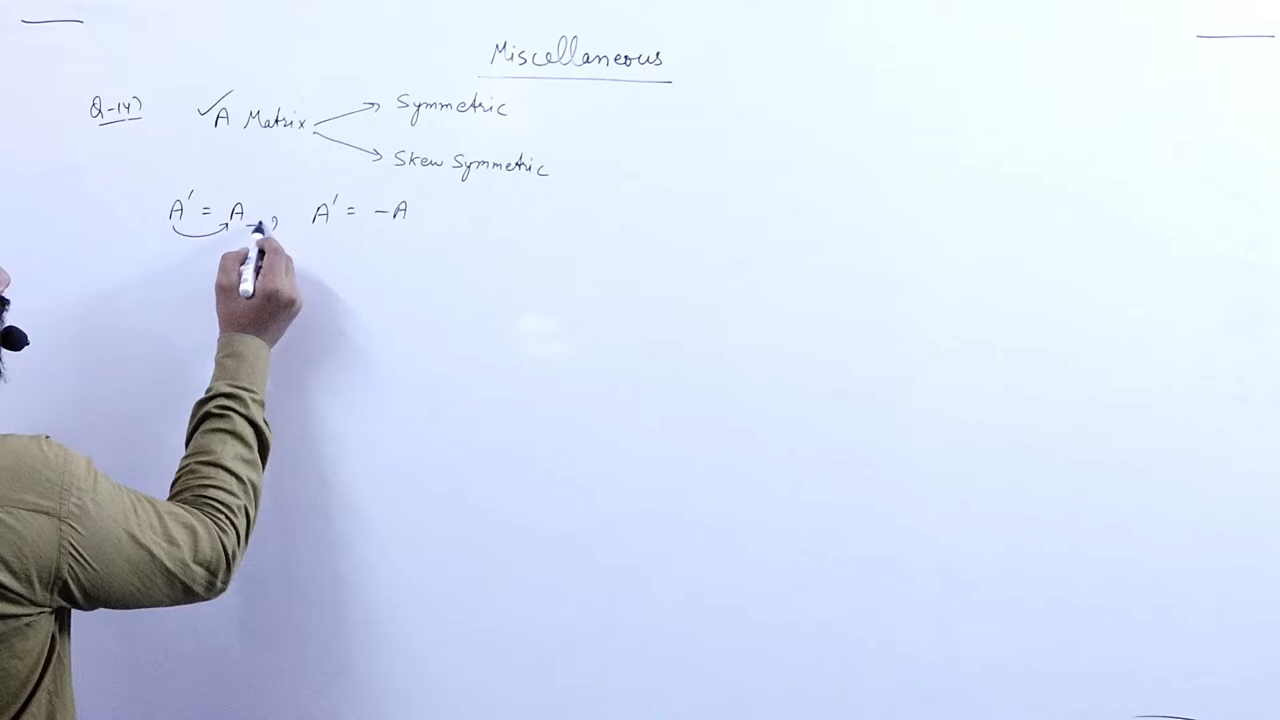 Miscellaneous
Q-14) ✓A Matrix
Symmetric
Skew Symmetric
A' = A , A' = -A